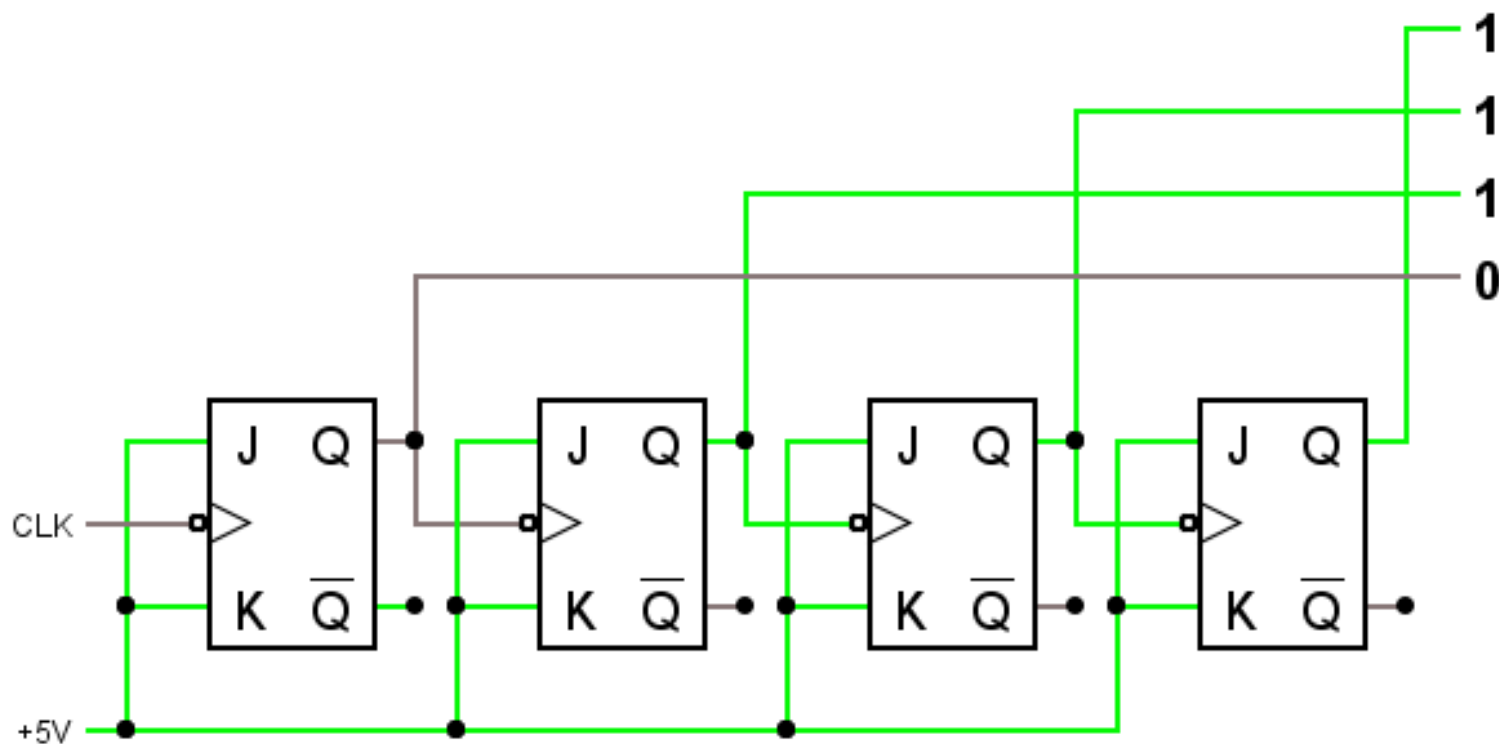 1
1
1
0
J Q J Q J Q J Q
CLK
K Q̅ K Q̅ K Q̅ K Q̅
+5V